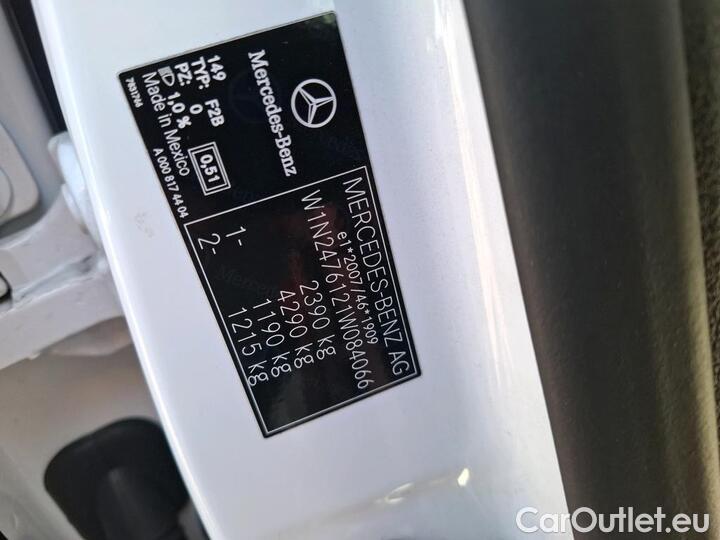 Mercedes-Benz
149
TYP: F2B
PZ: 0
1,0 %
Made in Mexico
7631766
0,51
A 000 817 44 04
MERCEDES-BENZ AG
e1*2007/46*1909
W1N2476121W084066
2390 kg
4290 kg
1- 1190 kg
2- 1215 kg
CarOutlet.eu